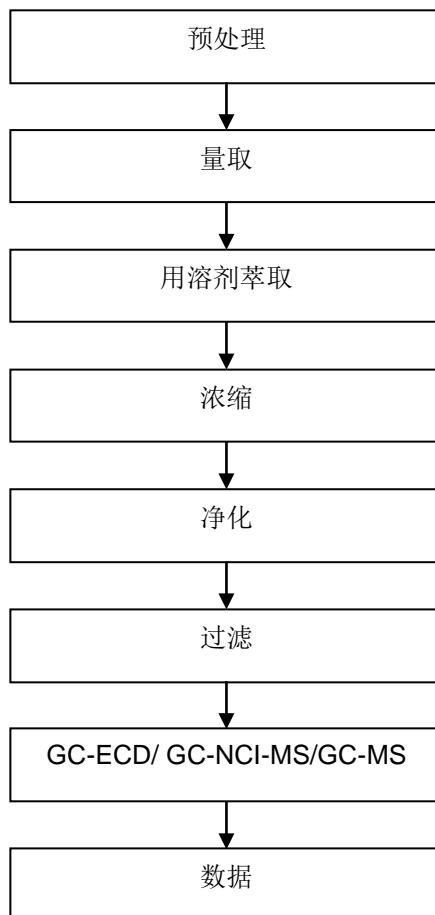 预处理
量取
用溶剂萃取
浓缩
净化
过滤
GC-ECD/ GC-NCI-MS/GC-MS
数据